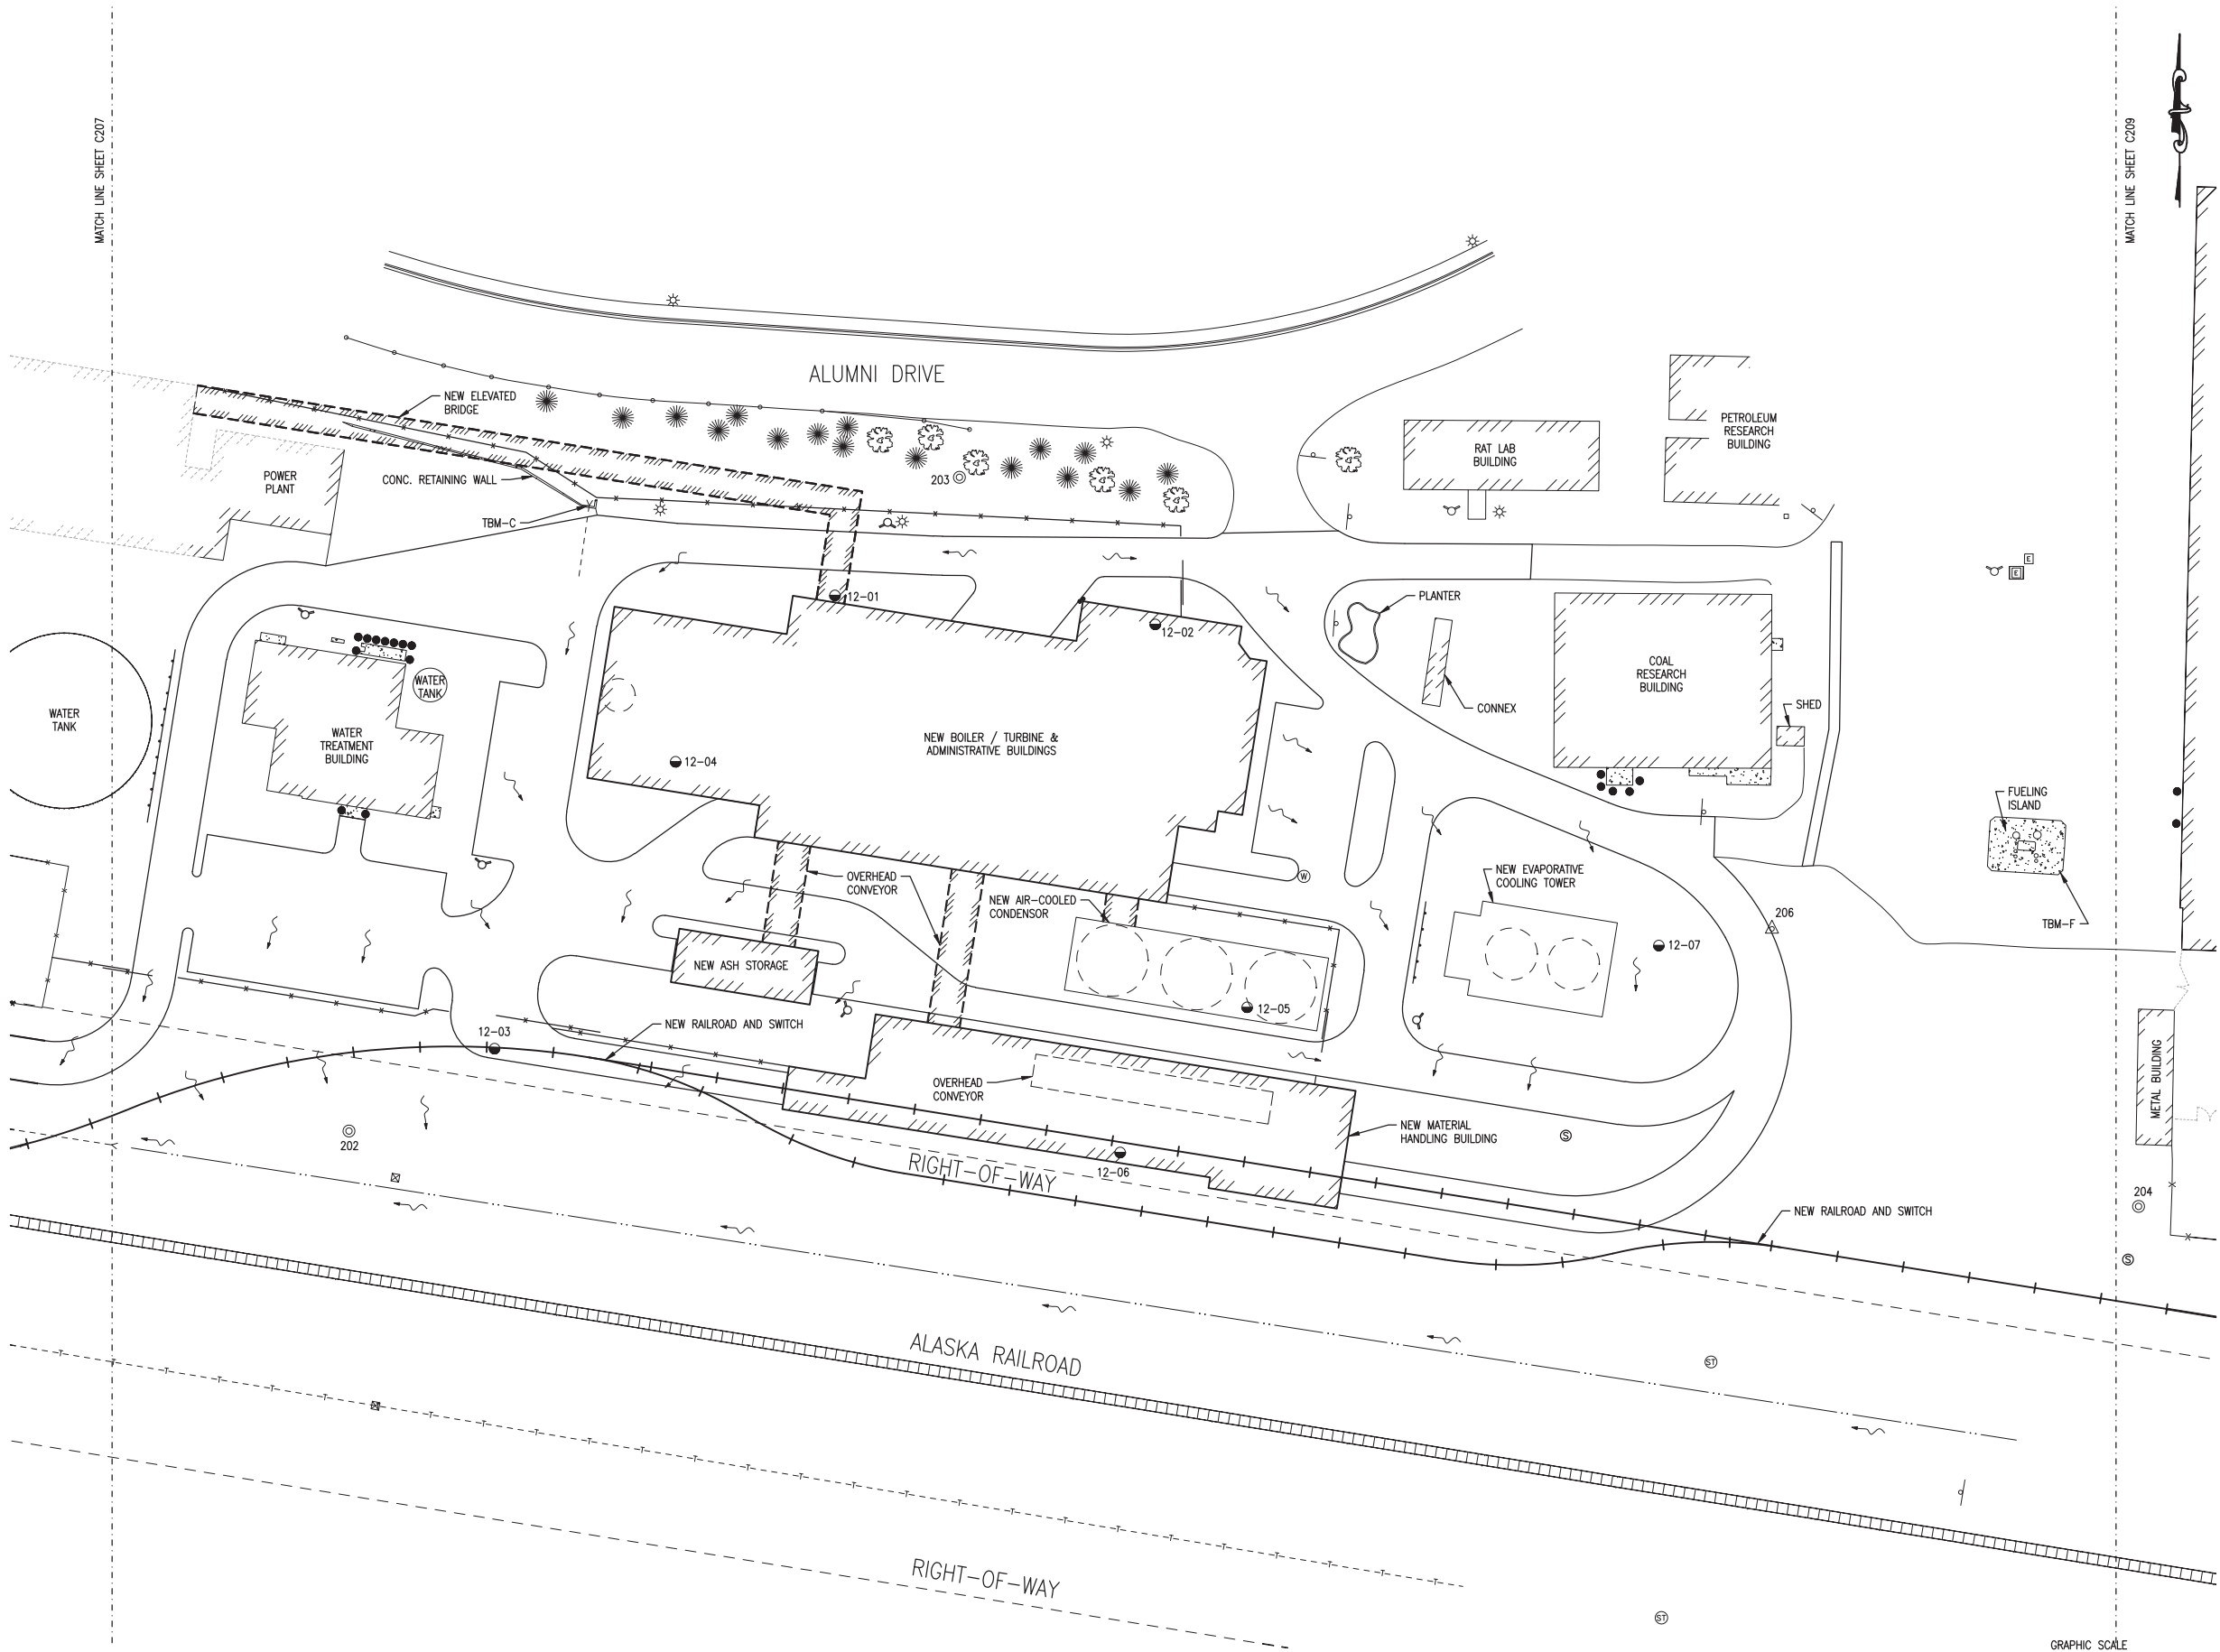 MATCH LINE SHEET C207
MATCH LINE SHEET C209
ALUMNI DRIVE
NEW ELEVATED
BRIDGE
PETROLEUM
RESEARCH
BUILDING
RAT LAB
BUILDING
POWER
PLANT
CONC. RETAINING WALL
203
TBM-C
E
E
12-01
PLANTER
12-02
WATER
TANK
COAL
RESEARCH
BUILDING
WATER
TANK
CONNEX
SHED
WATER
TREATMENT
BUILDING
NEW BOILER / TURBINE &
ADMINISTRATIVE BUILDINGS
12-04
FUELING
ISLAND
OVERHEAD
CONVEYOR
W
NEW EVAPORATIVE
COOLING TOWER
NEW AIR-COOLED
CONDENSOR
206
TBM-F
12-07
NEW ASH STORAGE
12-05
12-03
NEW RAILROAD AND SWITCH
OVERHEAD
CONVEYOR
METAL BUILDING
NEW MATERIAL
HANDLING BUILDING
S
202
12-06
RIGHT-OF-WAY
204
NEW RAILROAD AND SWITCH
S
ALASKA RAILROAD
ST
T T T T T T T T T T T T T T T T T T T T T T T T T T
RIGHT-OF-WAY
ST
GRAPHIC SCALE